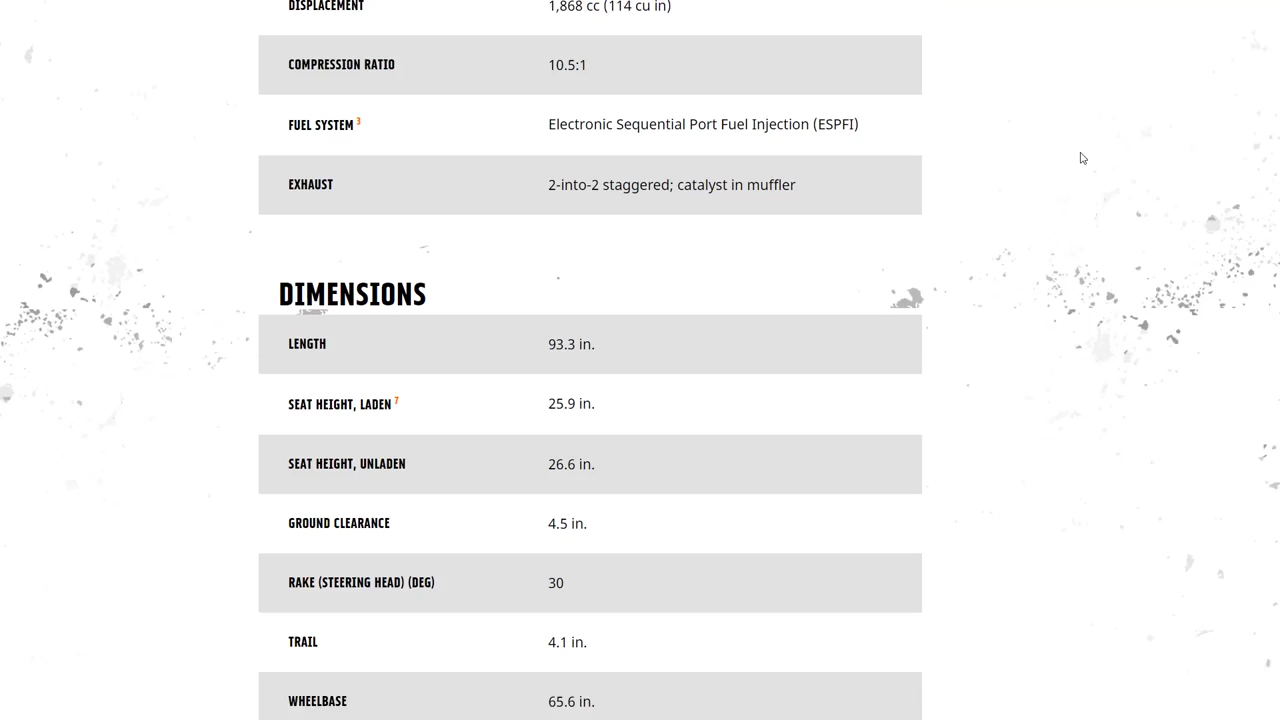 DISPLACEMENT 1,868 cc (114 cu in)
COMPRESSION RATIO 10.5:1
FUEL SYSTEM 3 Electronic Sequential Port Fuel Injection (ESPFI)
EXHAUST 2-into-2 staggered; catalyst in muffler
DIMENSIONS
LENGTH 93.3 in.
SEAT HEIGHT, LADEN 7 25.9 in.
SEAT HEIGHT, UNLADEN 26.6 in.
GROUND CLEARANCE 4.5 in.
RAKE (STEERING HEAD) (DEG) 30
TRAIL 4.1 in.
WHEELBASE 65.6 in.